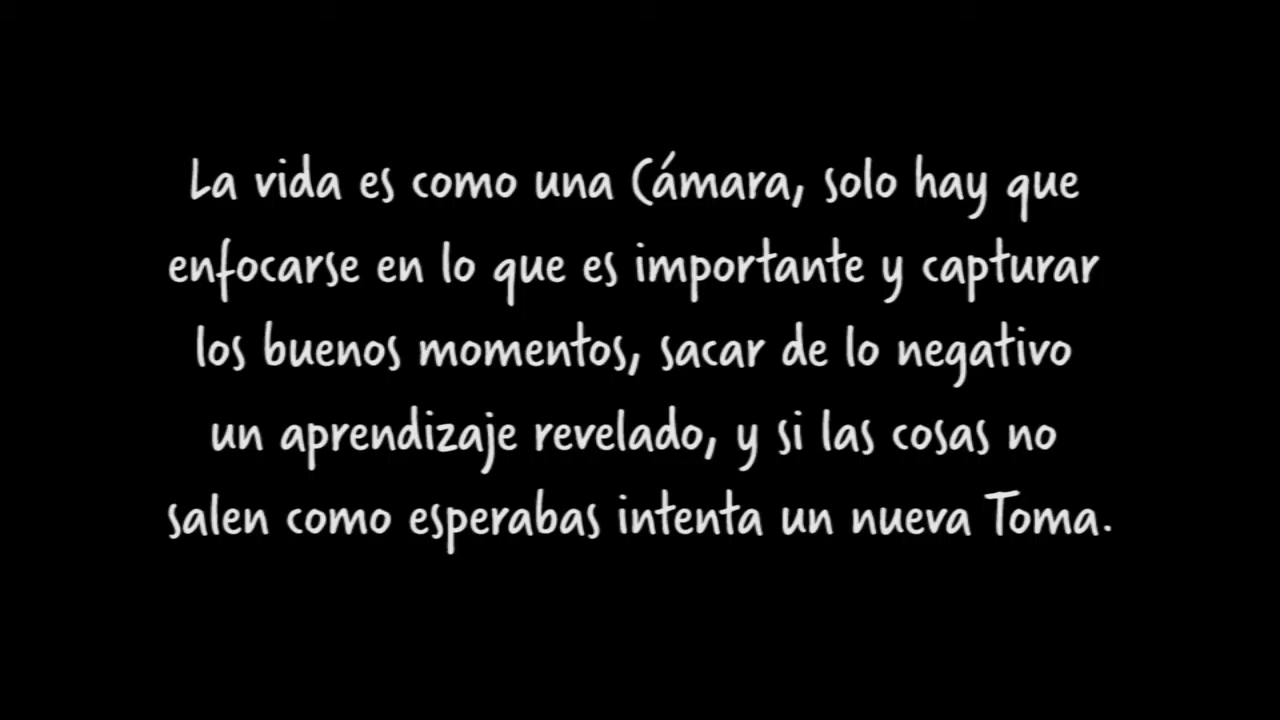 La vida es como una Cámara, solo hay que
enfocarse en lo que es importante y capturar
los buenos momentos, sacar de lo negativo
un aprendizaje revelado, y si las cosas no
salen como esperabas intenta un nueva Toma.